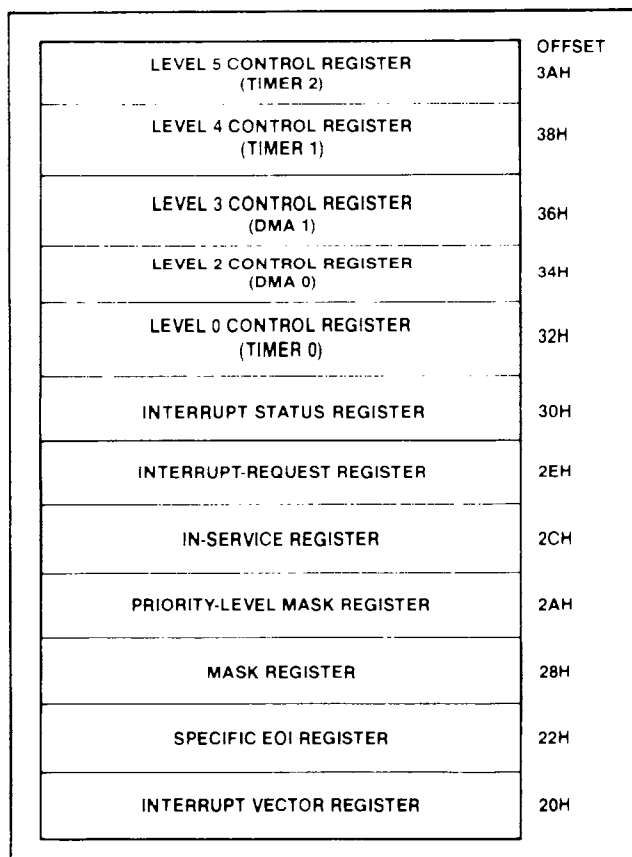 OFFSET
LEVEL 5 CONTROL REGISTER
(TIMER 2)
3AH
LEVEL 4 CONTROL REGISTER
(TIMER 1)
38H
LEVEL 3 CONTROL REGISTER
(DMA 1)
36H
LEVEL 2 CONTROL REGISTER
(DMA 0)
34H
LEVEL 0 CONTROL REGISTER
(TIMER 0)
32H
INTERRUPT STATUS REGISTER
30H
INTERRUPT-REQUEST REGISTER
2EH
IN-SERVICE REGISTER
2CH
PRIORITY-LEVEL MASK REGISTER
2AH
MASK REGISTER
28H
SPECIFIC EOI REGISTER
22H
INTERRUPT VECTOR REGISTER
20H